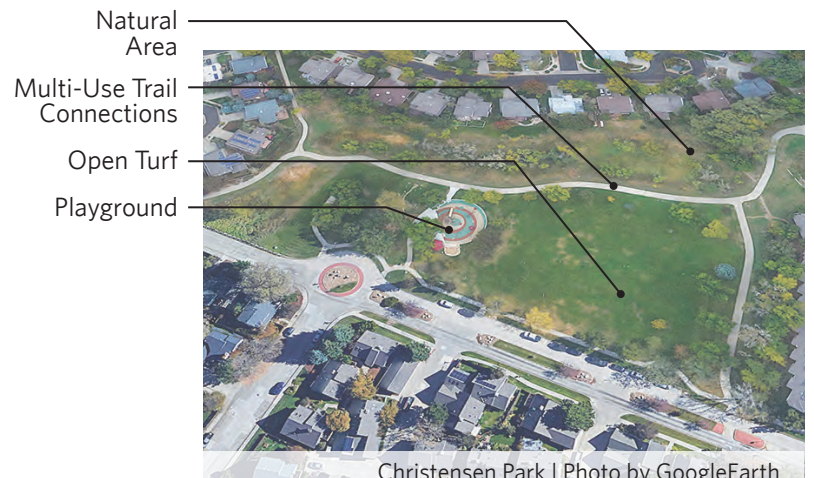 Natural
Area
Multi-Use Trail
Connections
Open Turf
Playground
Christensen Park | Photo by GoogleEarth